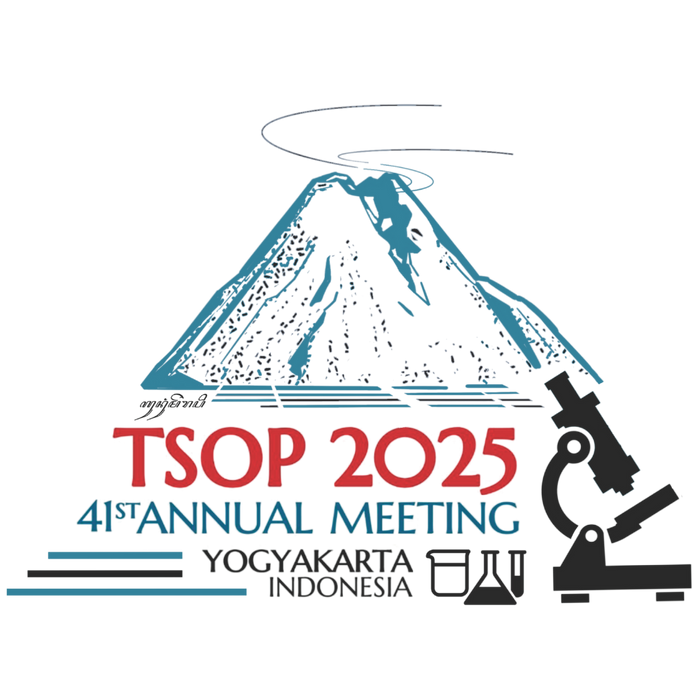 TSOP 2025
41ST ANNUAL MEETING
YOGYAKARTA
INDONESIA